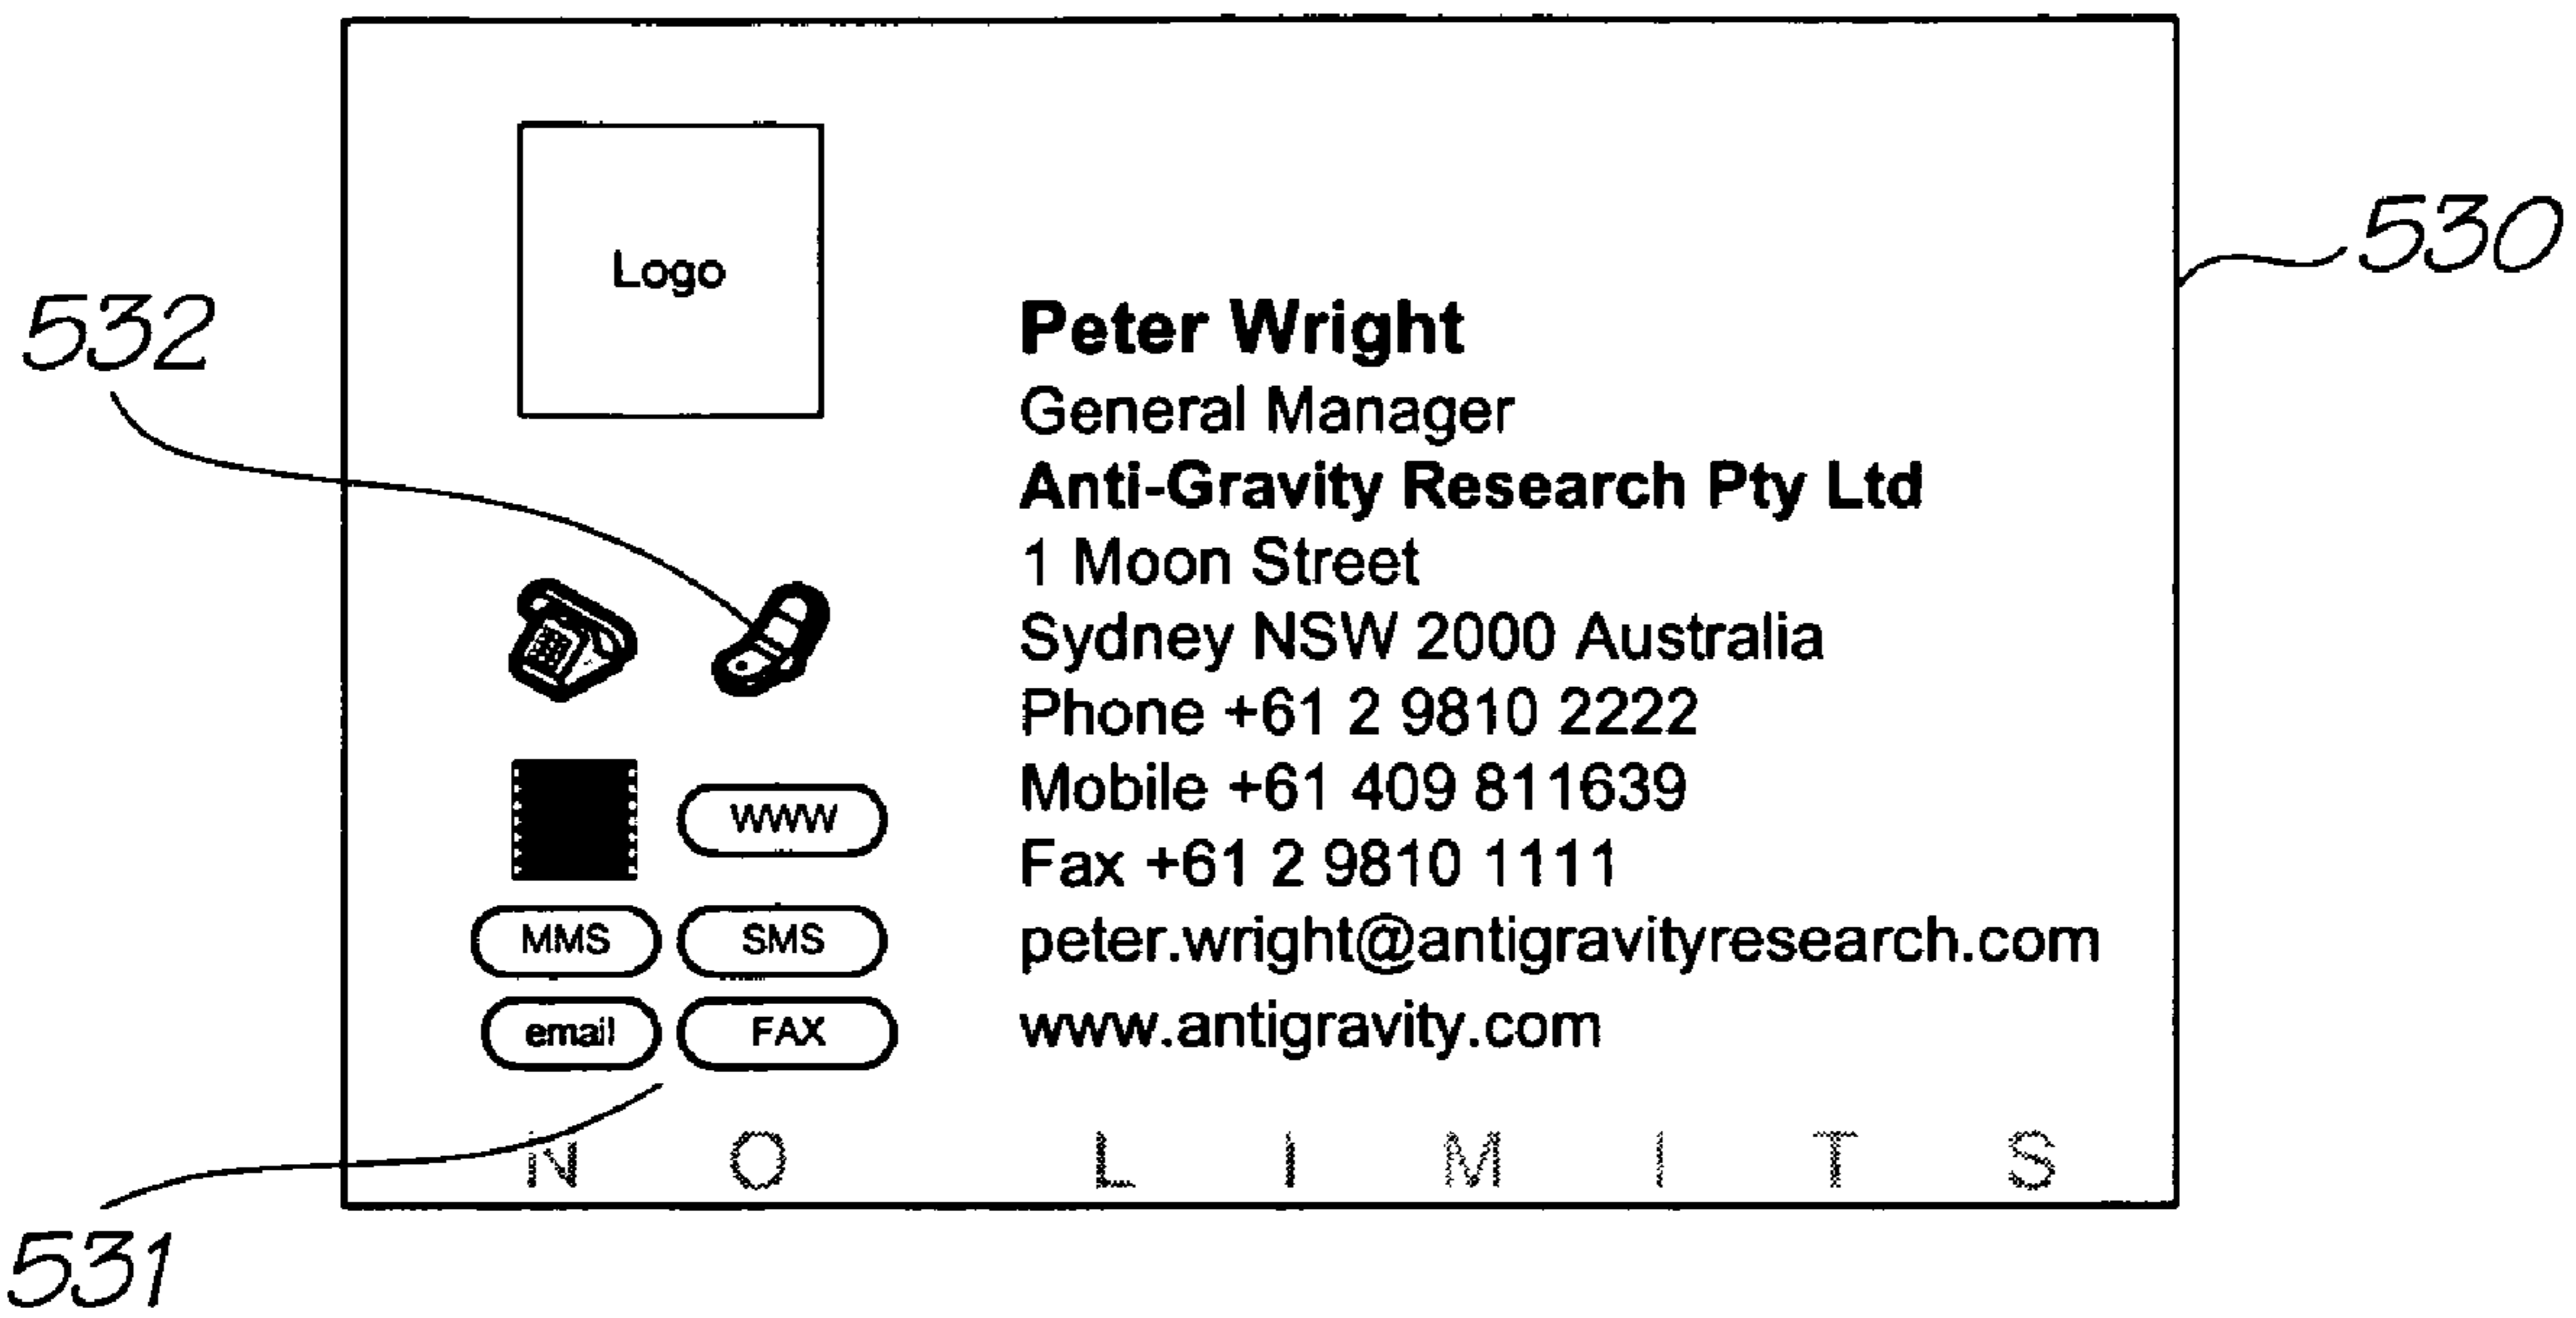 530
Logo
532
Peter Wright
General Manager
Anti-Gravity Research Pty Ltd
1 Moon Street
Sydney NSW 2000 Australia
Phone +61 2 9810 2222
Mobile +61 409 811639
Fax +61 2 9810 1111
peter.wright@antigravityresearch.com
www.antigravity.com
WWW
MMS SMS
email FAX
NO LIMITS
531